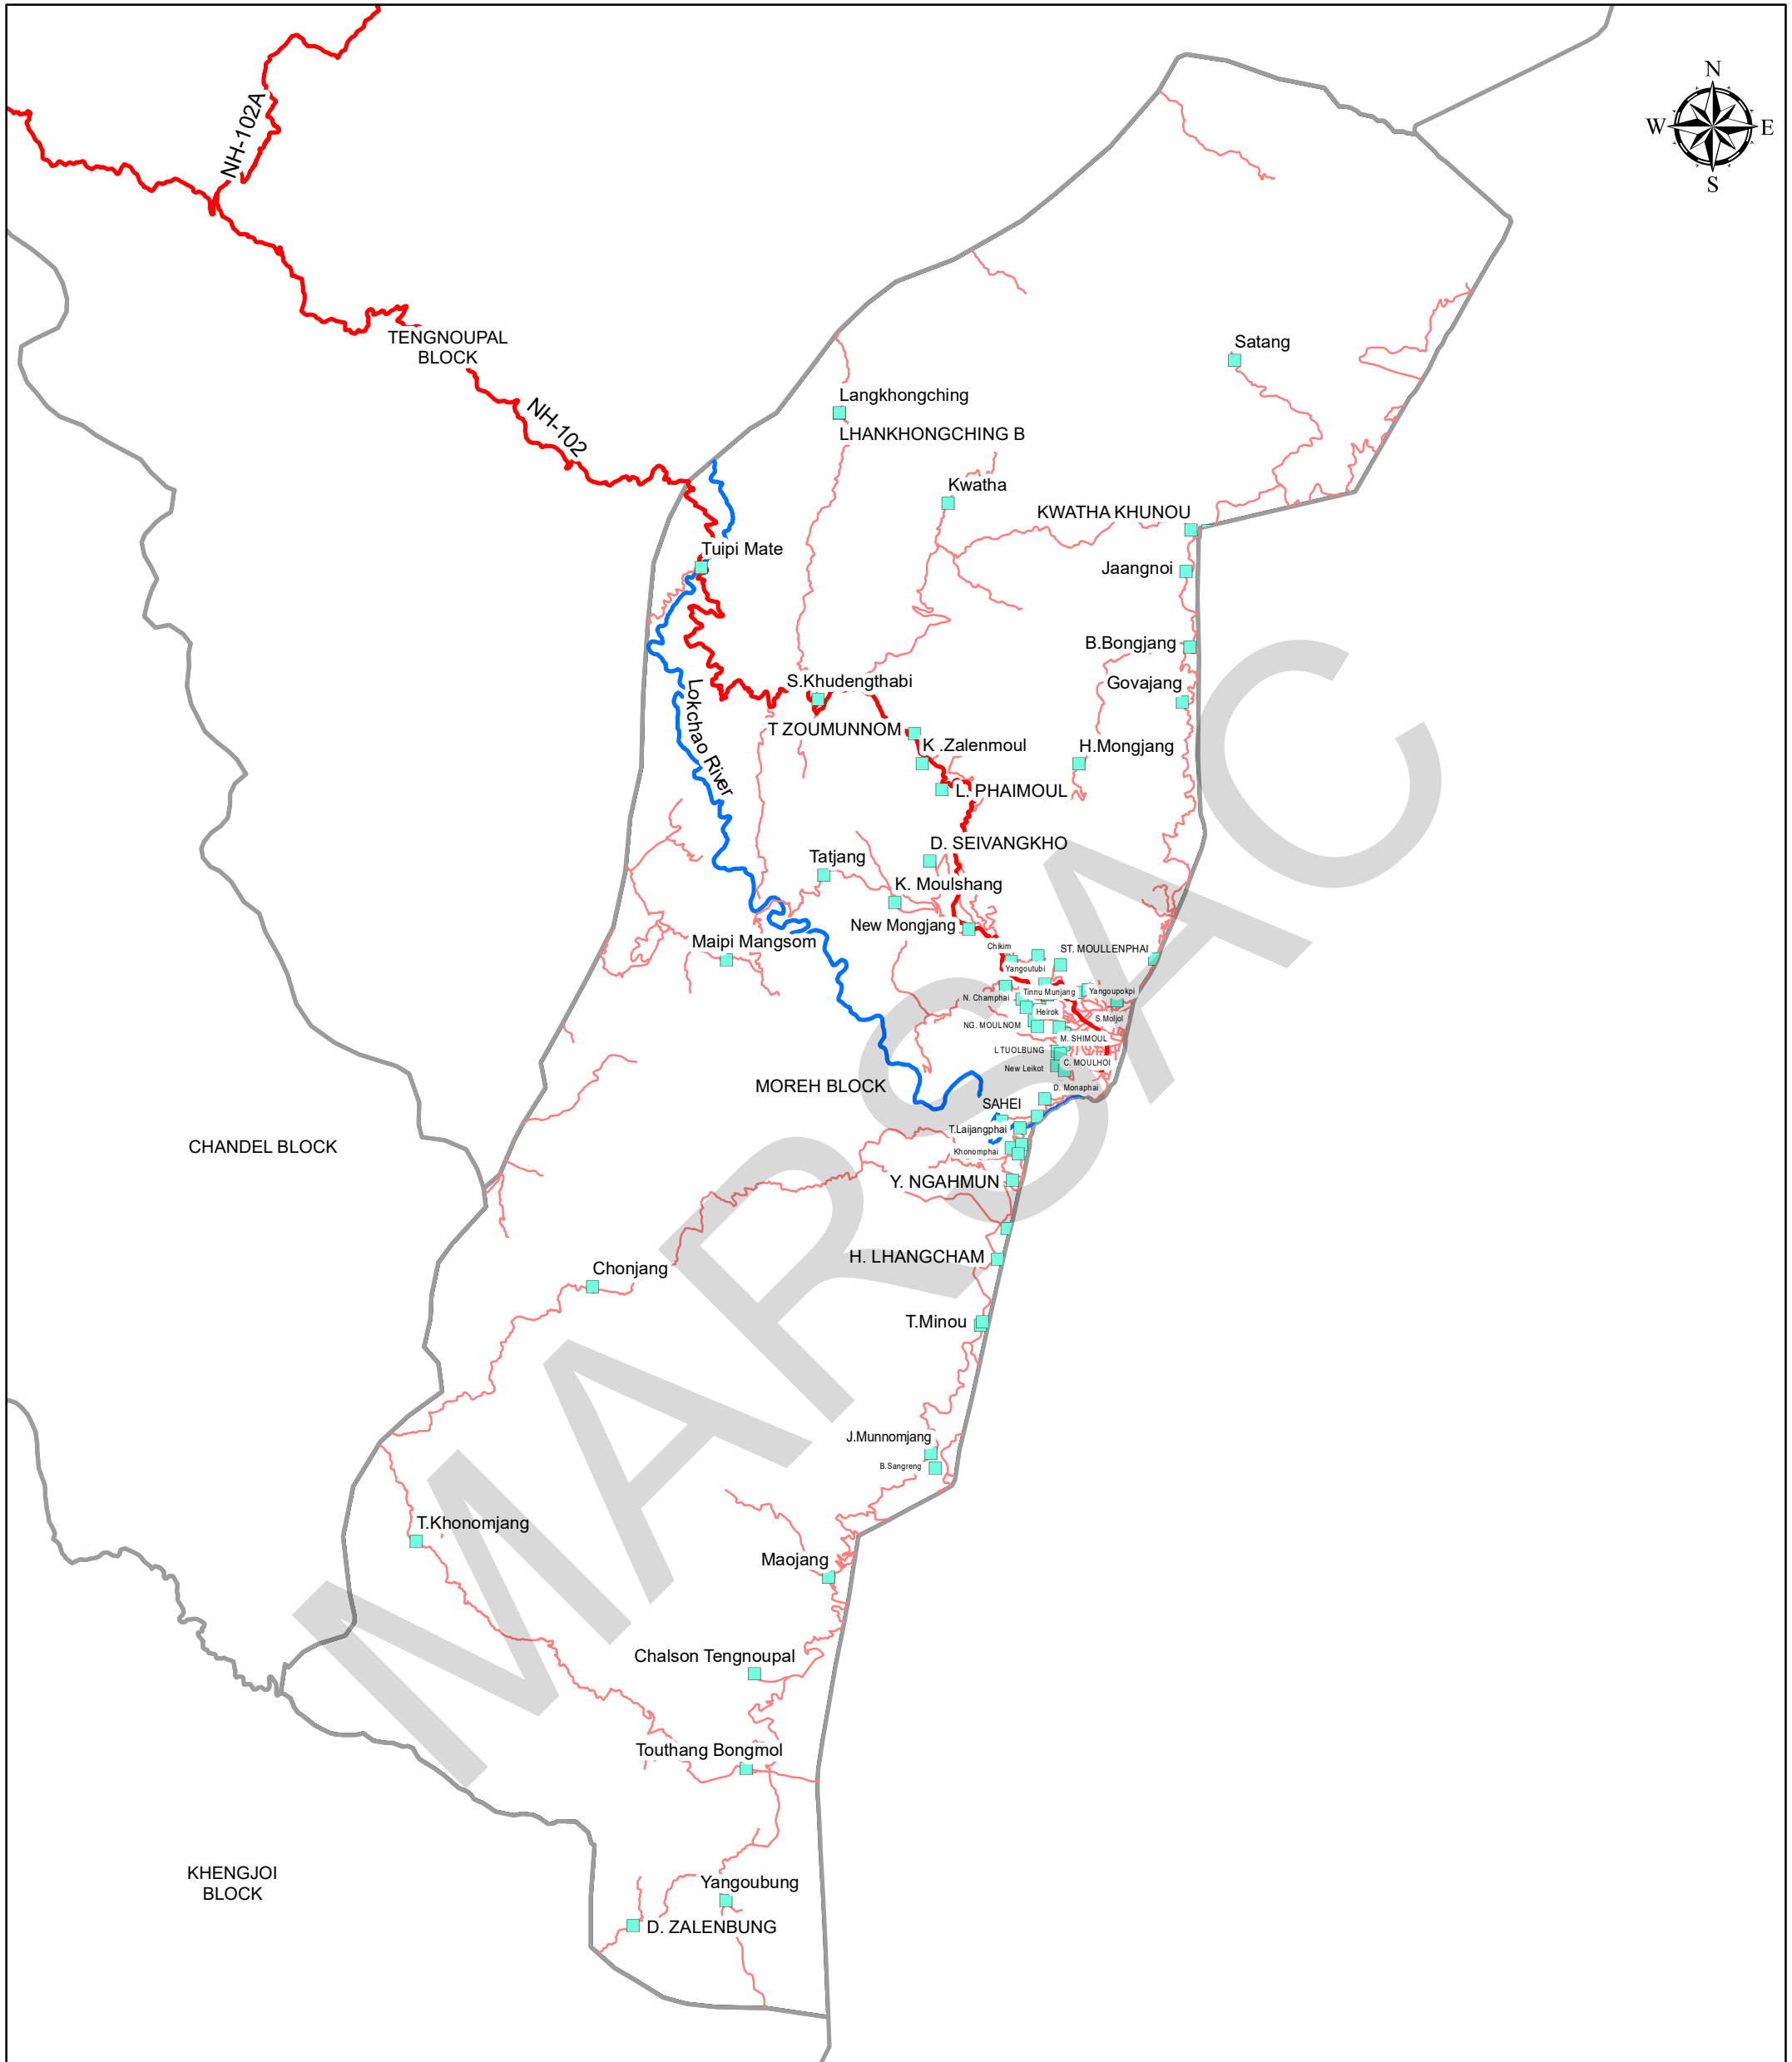 N
W
E
S
NH-102A
TENGNOUPAL
BLOCK
Satang
Langkhongching
NH-102
LHANKHONGCHING B
Kwatha
KWATHA KHUNOU
Tuipi Mate
Jaangnoi
B.Bongjang
S.Khudengthabi
Govajang
Lokchao River
T ZOUMUNNOM
K .Zalenmoul
H.Mongjang
L. PHAIMOUL
D. SEIVANGKHO
Tatjang
K. Moulshang
New Mongjang
Maipi Mangsom
Chikim
ST. MOULLENPHAI
Yangoutubi
Tinnu Munjang
Yangoupokpi
N. Champhai
Heirok
S.Moljol
NG. MOULNOM
M. SHIMOUL
L TUOLBUNG
C. MOULHOI
New Leikot
MOREH BLOCK
D. Monaphai
SAHEI
T.Laijangphai
CHANDEL BLOCK
Khonomphai
Y. NGAHMUN
H. LHANGCHAM
Chonjang
T.Minou
J.Munnomjang
B.Sangreng
T.Khonomjang
Maojang
Chalson Tengnoupal
Touthang Bongmol
KHENGJOI
BLOCK
Yangoubung
D. ZALENBUNG
MARSAC